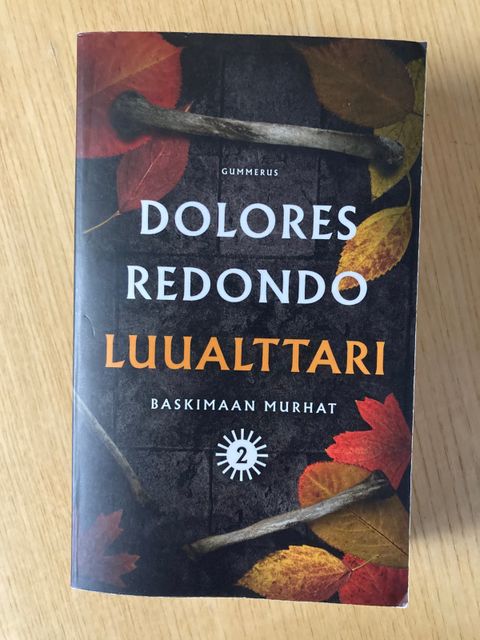 GUMMERUS
DOLORES
REDONDO
LUUALTTARI
BASKIMAAN MURHAT
2